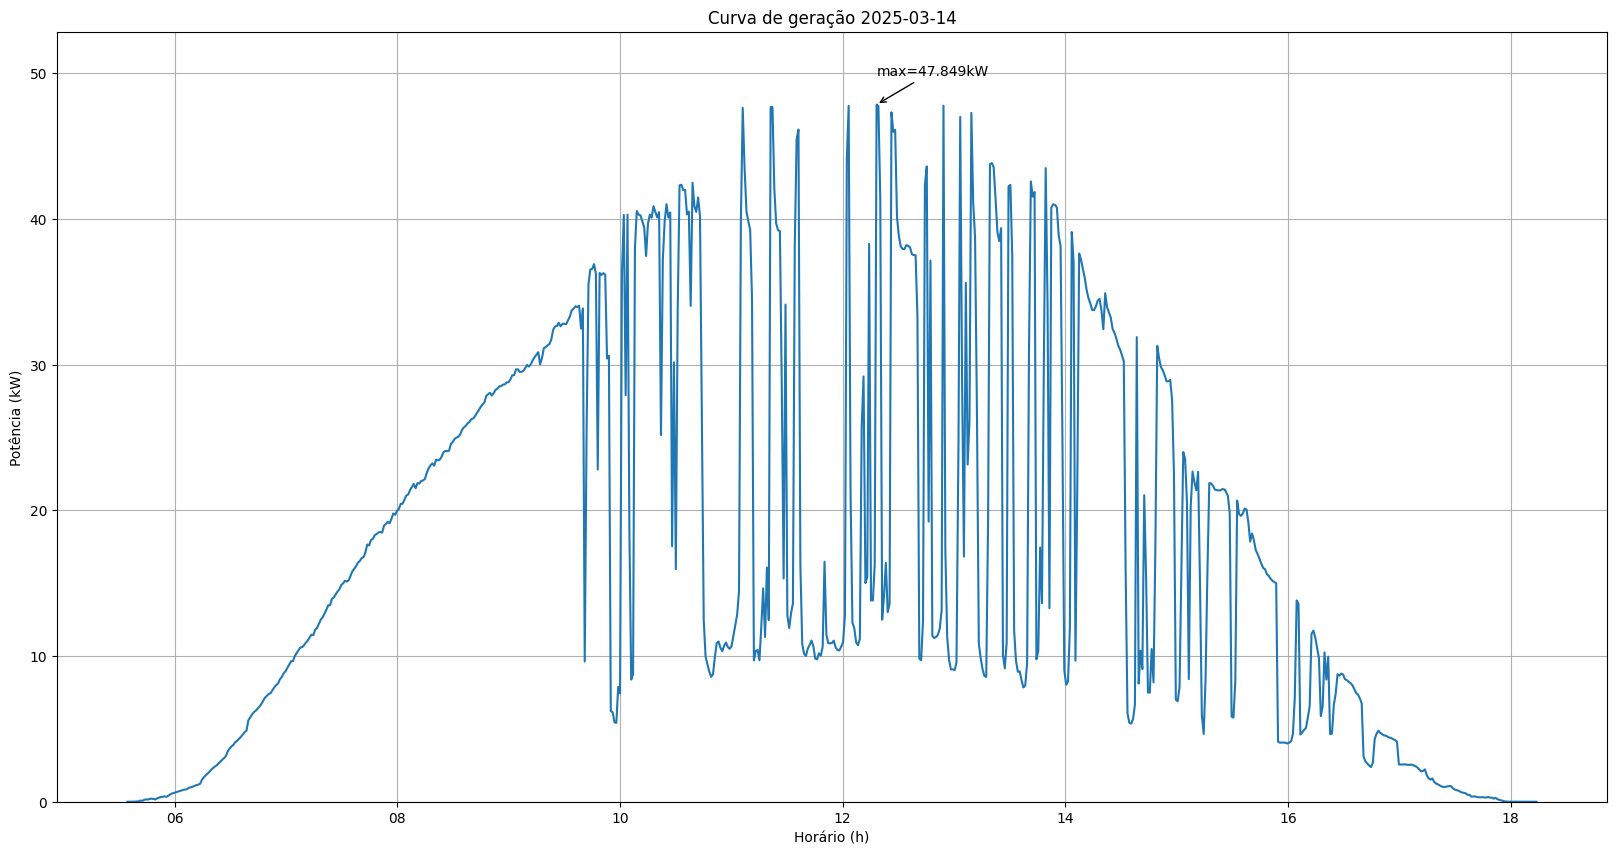 Curva de geração 2025-03-14
max=47.849kW
50
40
30
20
10
0
Potência (kW)
06 08 10 12 14 16 18
Horário (h)